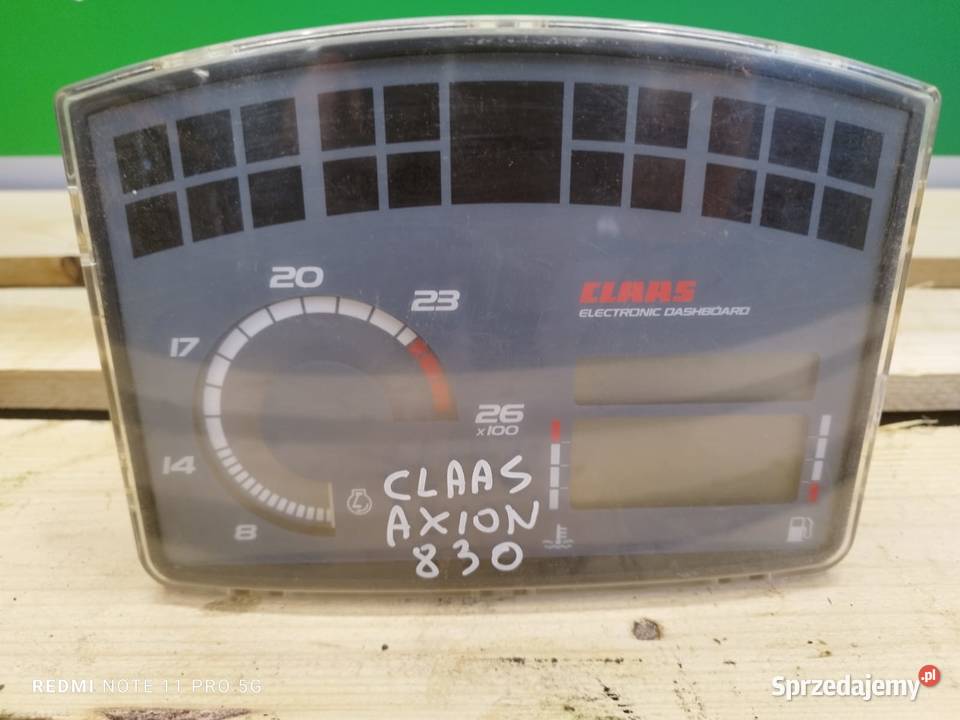 20
23
17
CLAAS
ELECTRONIC DASHBOARD
26
x100
14
8
CLAAS
AXION
830
REDMI NOTE 11 PRO 5G
Sprzedajemy.pl